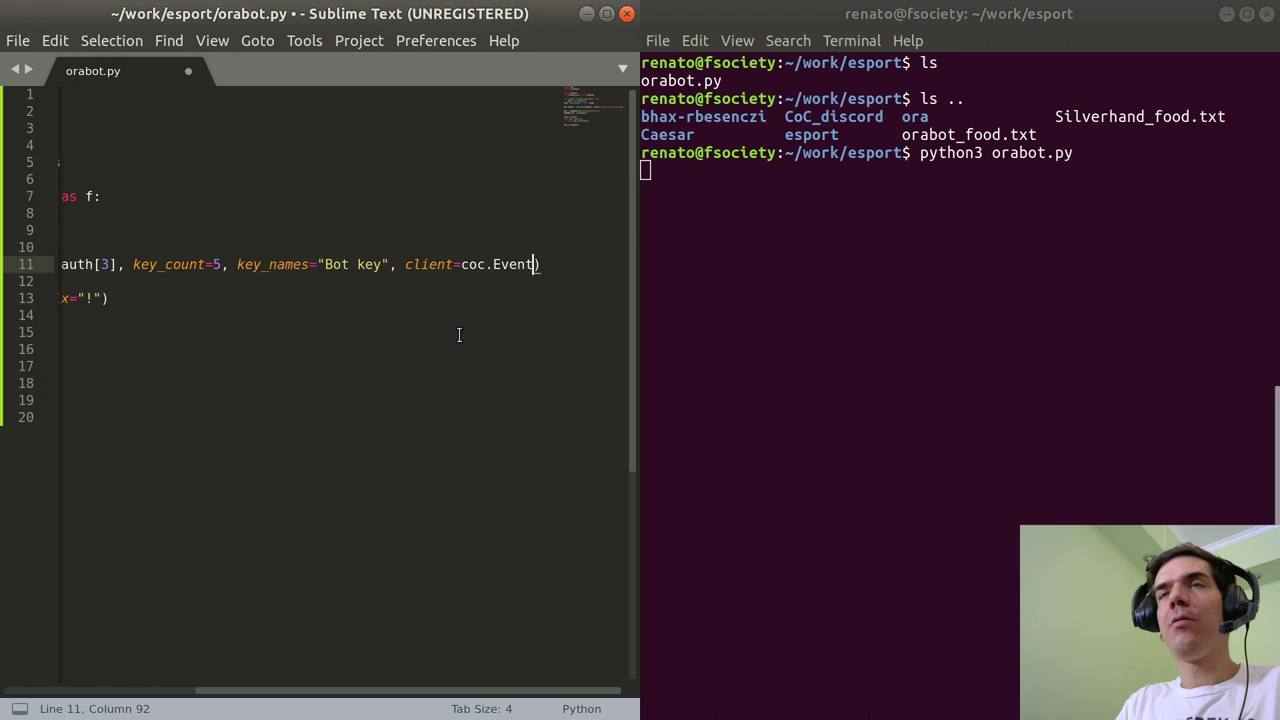 ~/work/esport/orabot.py • - Sublime Text (UNREGISTERED)
File Edit Selection Find View Goto Tools Project Preferences Help
orabot.py
1
2
3
4
5 s
6
7 as f:
8
9
10
11 auth[3], key_count=5, key_names="Bot key", client=coc.Event)
12
13 x="!")
14
15
16
17
18
19
20
Line 11, Column 92 Tab Size: 4 Python
renato@fsociety: ~/work/esport
File Edit View Search Terminal Help
renato@fsociety:~/work/esport$ ls
orabot.py
renato@fsociety:~/work/esport$ ls ..
bhax-rbesenczi CoC_discord ora Silverhand_food.txt
Caesar esport orabot_food.txt
renato@fsociety:~/work/esport$ python3 orabot.py